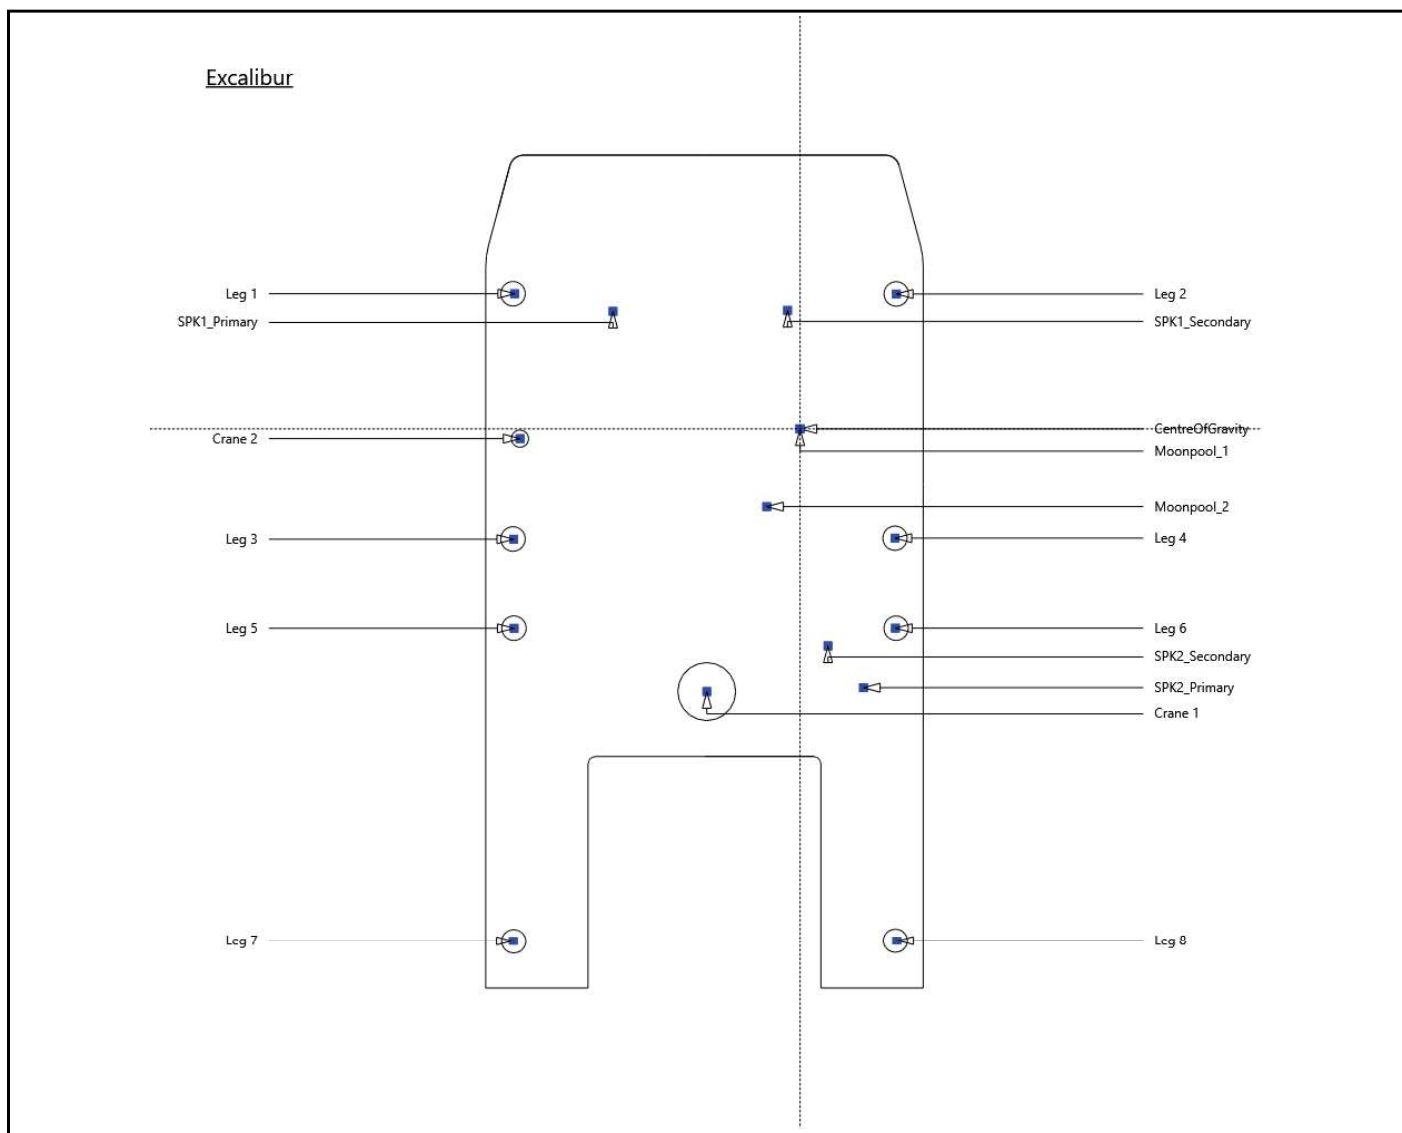 Excalibur
Leg 1
Leg 2
SPK1_Primary
SPK1_Secondary
CentreOfGravity
Crane 2
Moonpool_1
Moonpool_2
Leg 3
Leg 4
Leg 5
Leg 6
SPK2_Secondary
SPK2_Primary
Crane 1
Leg 7
Leg 8